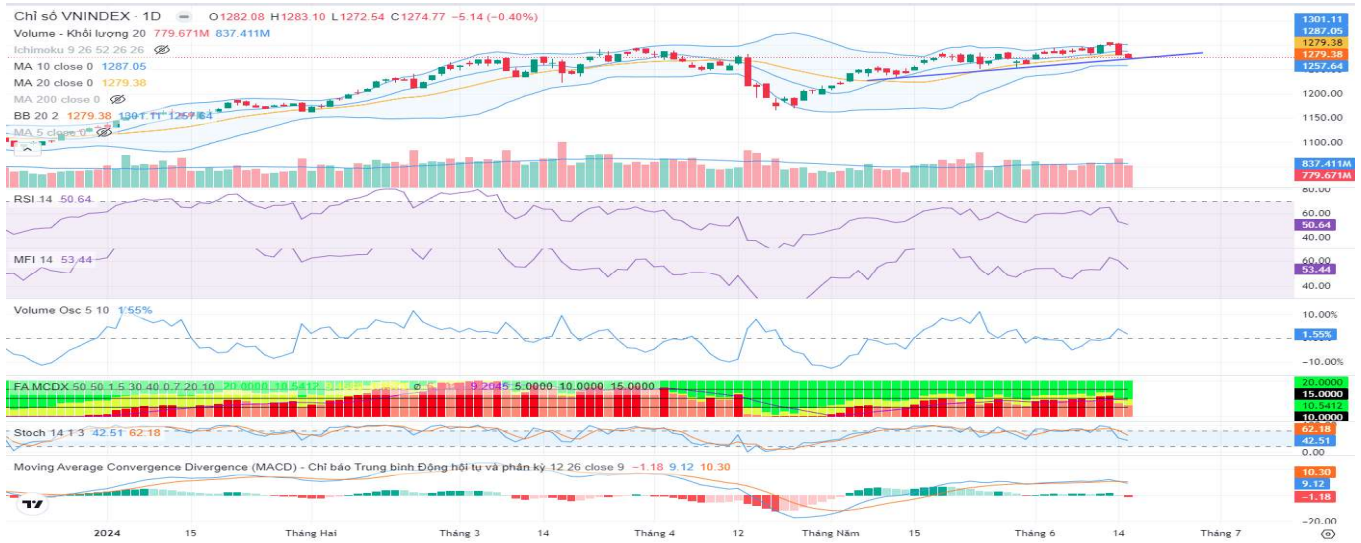 Chỉ số VNINDEX · 1D O1282.08 H1283.10 L1272.54 C1274.77 −5.14 (−0.40%)
Volume - Khối lượng 20 779.671M 837.411M
Ichimoku 9 26 52 26 26
MA 10 close 0 1287.05
MA 20 close 0 1279.38
MA 200 close 0
BB 20 2 1279.38 1301.11 1257.64
MA 5 close 0
1301.11
1287.05
1279.38
1279.38
1257.64
1200.00
1150.00
1100.00
837.411M
779.671M
RSI 14 50.64
80.00
60.00
50.64
40.00
MFI 14 53.44
60.00
53.44
40.00
Volume Osc 5 10 1.55%
10.00%
1.55%
−10.00%
FA MCDX 50 50 1.5 30 40 0.7 20 10 20.0000 10.5412 9.2045 5.0000 10.0000 15.0000
20.0000
15.0000
10.5412
10.0000
Stoch 14 1 3 42.51 62.18
62.18
42.51
0.00
Moving Average Convergence Divergence (MACD) - Chỉ báo Trung bình Động hội tụ và phân kỳ 12 26 close 9 −1.18 9.12 10.30
10.30
9.12
−1.18
−20.00
2024 15 Tháng Hai Tháng 3 14 Tháng 4 12 Tháng Năm 15 Tháng 6 14 Tháng 7